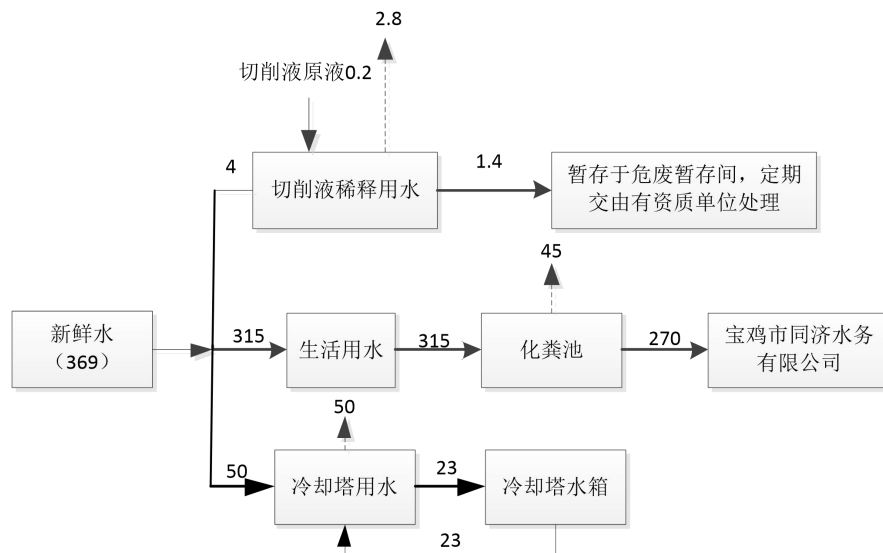 2.8
切削液原液0.2
4
切削液稀释用水
1.4
暂存于危废暂存间，定期
交由有资质单位处理
45
新鲜水
（369）
315
生活用水
315
化粪池
270
宝鸡市同济水务
有限公司
50
50
冷却塔用水
23
冷却塔水箱
23